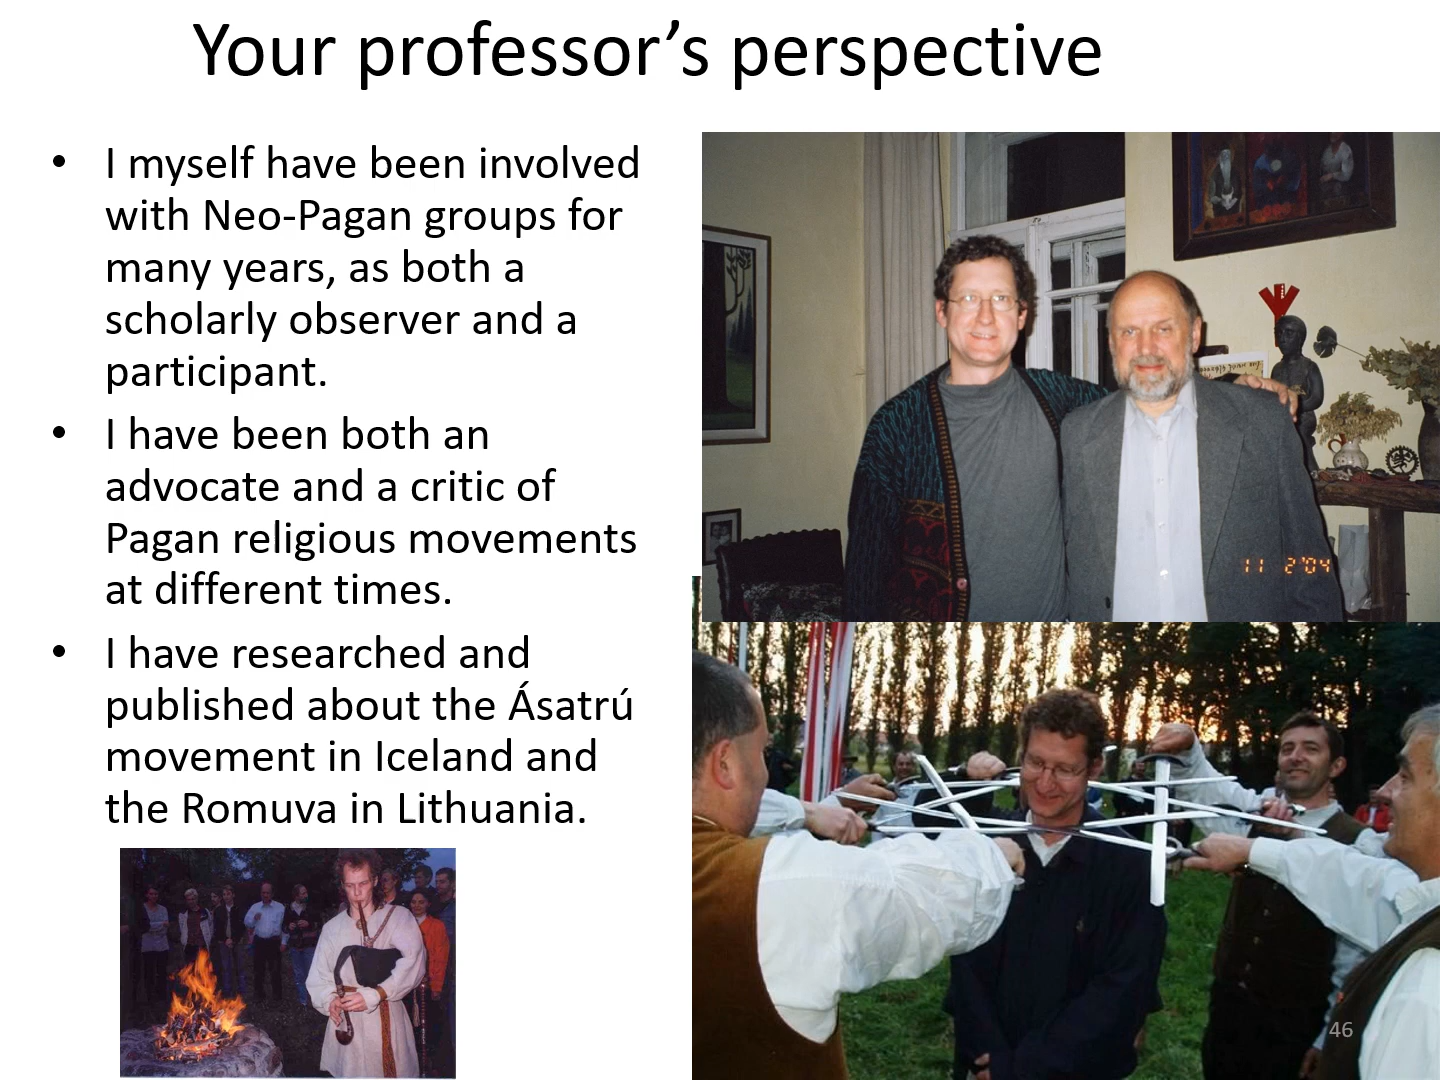 Your professor’s perspective
• I myself have been involved
with Neo-Pagan groups for
many years, as both a
scholarly observer and a
participant.
• I have been both an
advocate and a critic of
Pagan religious movements
at different times.
• I have researched and
published about the Ásatrú
movement in Iceland and
the Romuva in Lithuania.
11 2'04
46